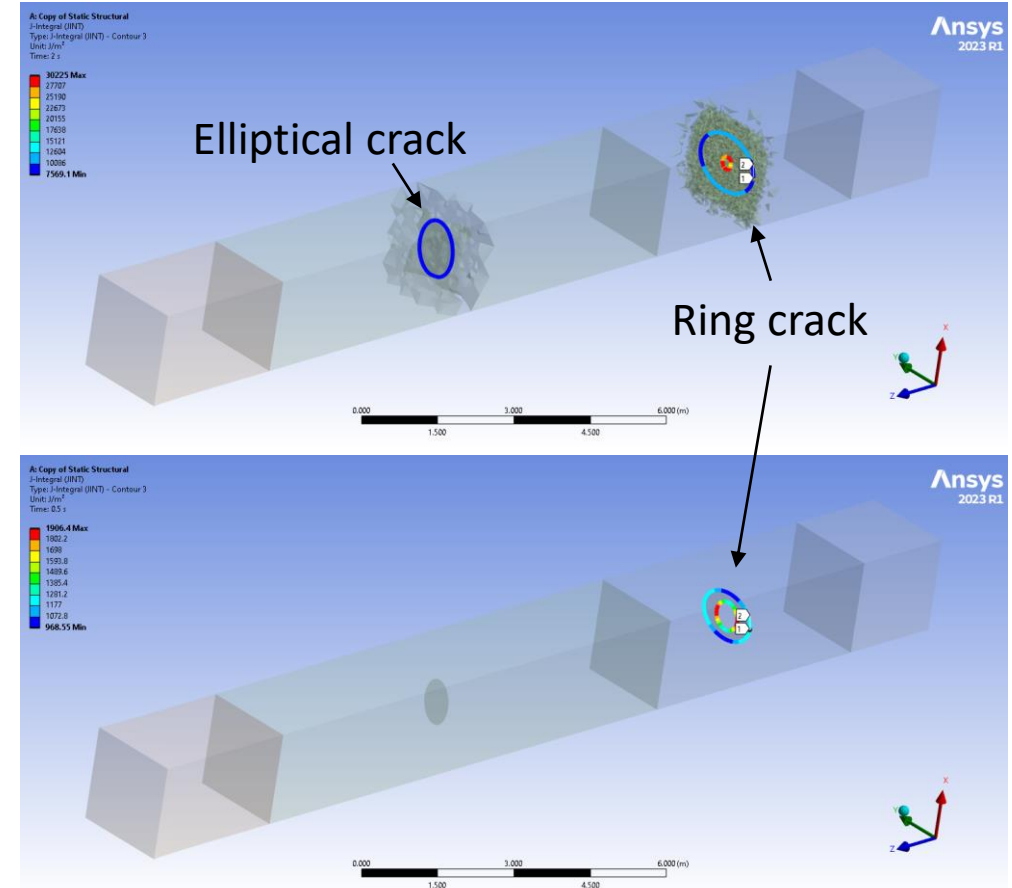 A: Copy of Static Structural
J-Integral (JINT)
Type: J-Integral (JINT) - Contour 3
Unit: J/m²
Time: 2 s
30225 Max
27707
25190
22673
20155
17638
15121
12604
10086
7569.1 Min
Ansys
2023 R1
Elliptical crack
2
1
Ring crack
X
Y
Z
0.000 3.000 6.000 (m)
1.500 4.500
A: Copy of Static Structural
J-Integral (JINT)
Type: J-Integral (JINT) - Contour 3
Unit: J/m²
Time: 0.5 s
1906.4 Max
1802.2
1698
1593.8
1489.6
1385.4
1281.2
1177
1072.8
968.55 Min
Ansys
2023 R1
2
1
X
Y
Z
0.000 3.000 6.000 (m)
1.500 4.500